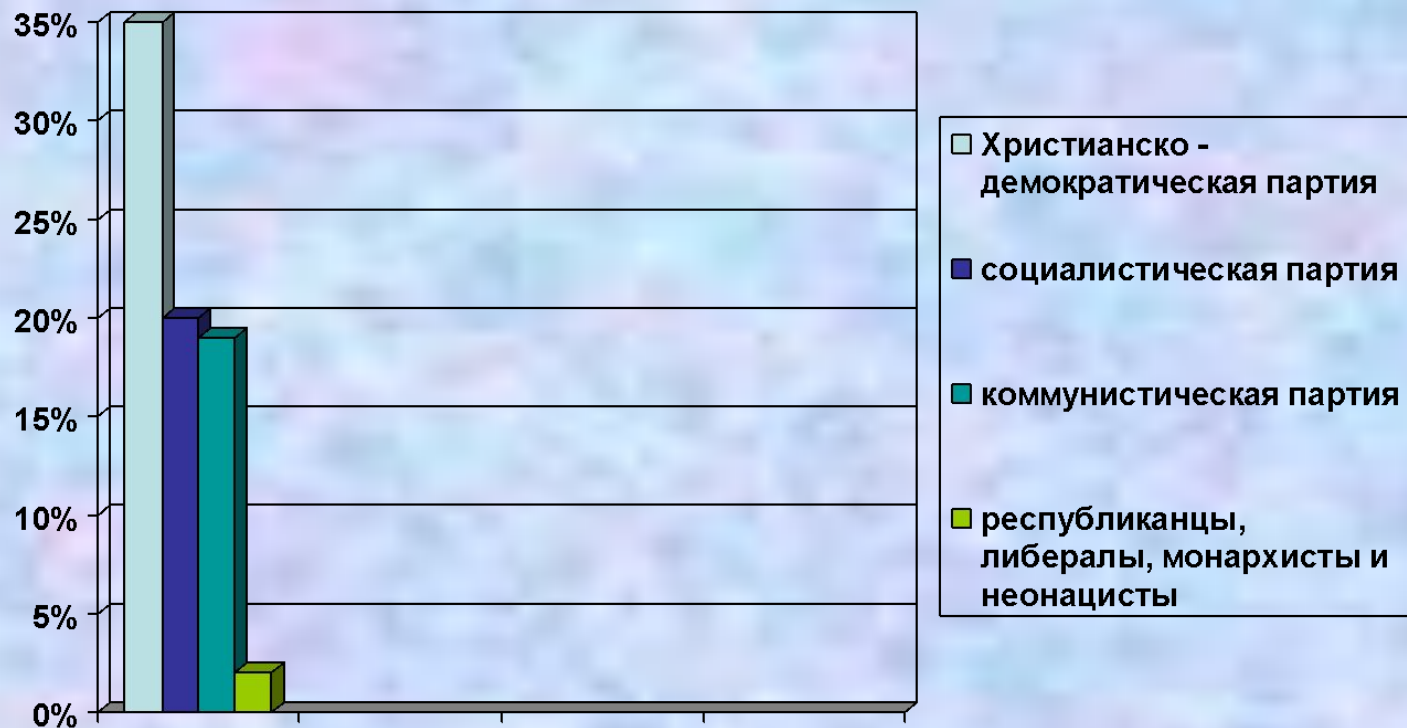 35%
30%
25%
20%
15%
10%
5%
0%
Христианско -
демократическая партия
социалистическая партия
коммунистическая партия
республиканцы,
либералы, монархисты и
неонацисты